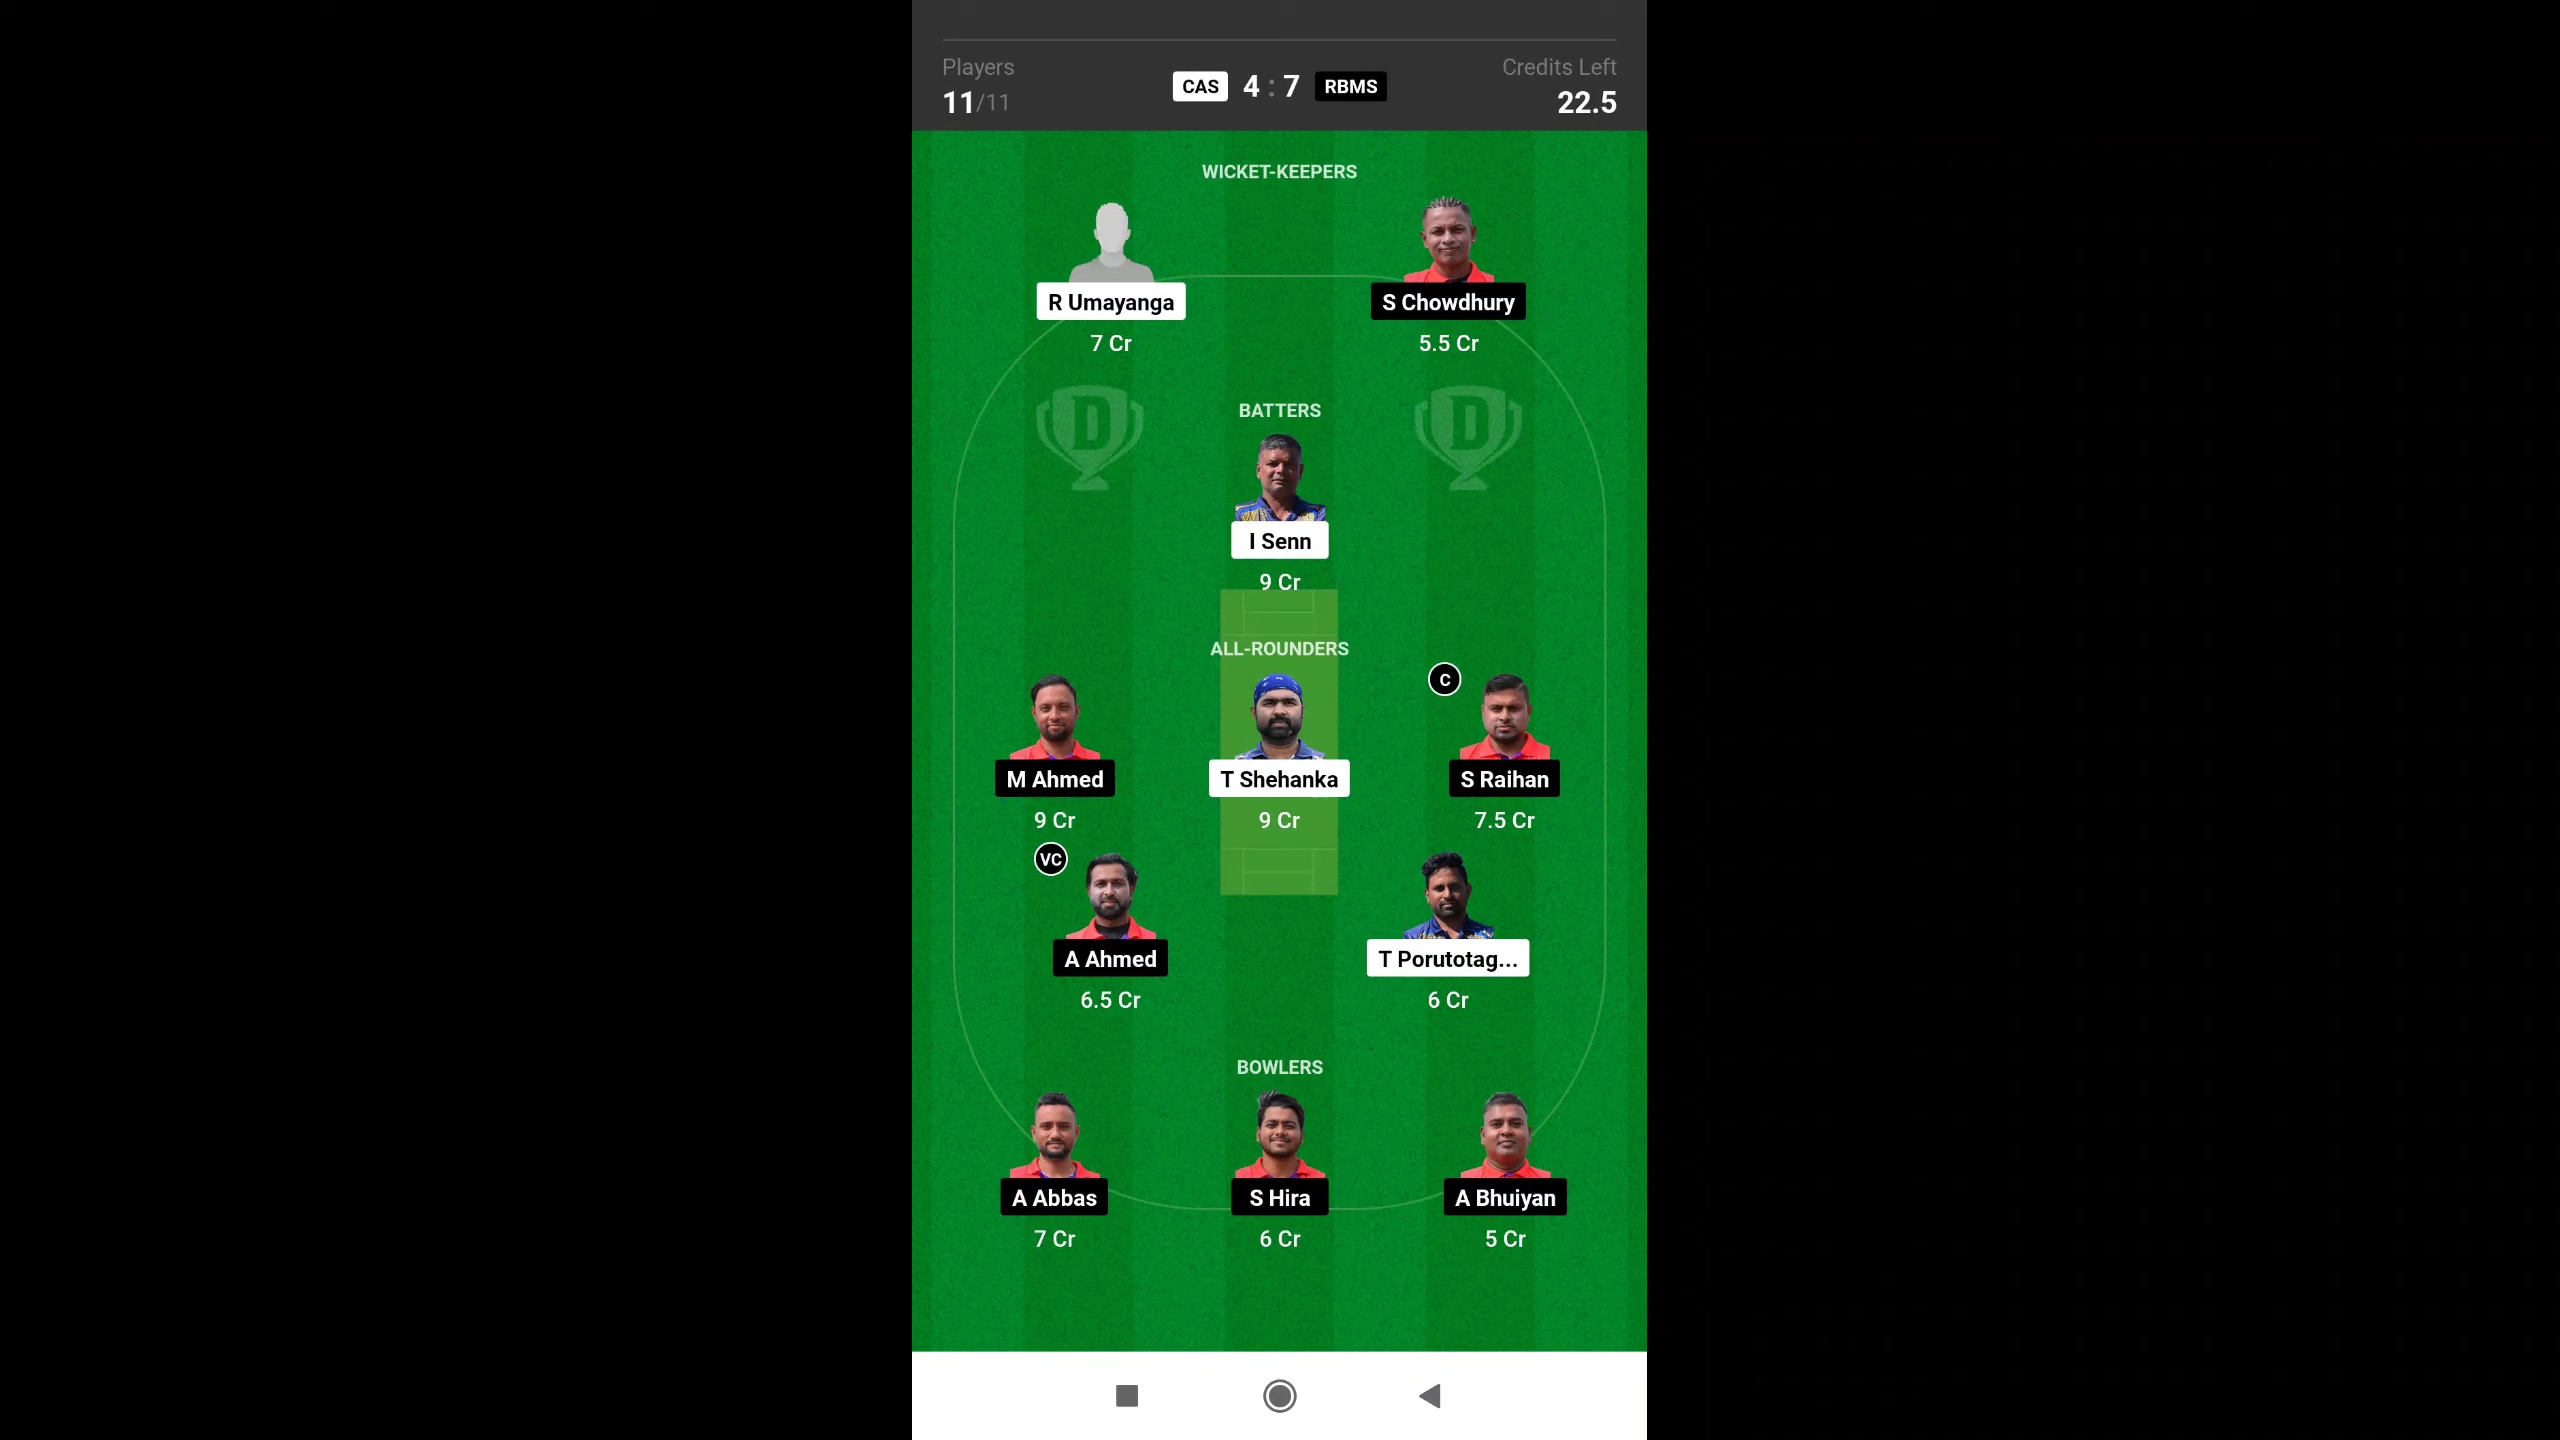 Players
11/11
CAS 4 : 7 RBMS
Credits Left
22.5
WICKET-KEEPERS
R Umayanga
7 Cr
S Chowdhury
5.5 Cr
D
D
BATTERS
I Senn
9 Cr
ALL-ROUNDERS
M Ahmed
9 Cr
T Shehanka
9 Cr
C
S Raihan
7.5 Cr
VC
A Ahmed
6.5 Cr
T Porutotag...
6 Cr
BOWLERS
A Abbas
7 Cr
S Hira
6 Cr
A Bhuiyan
5 Cr